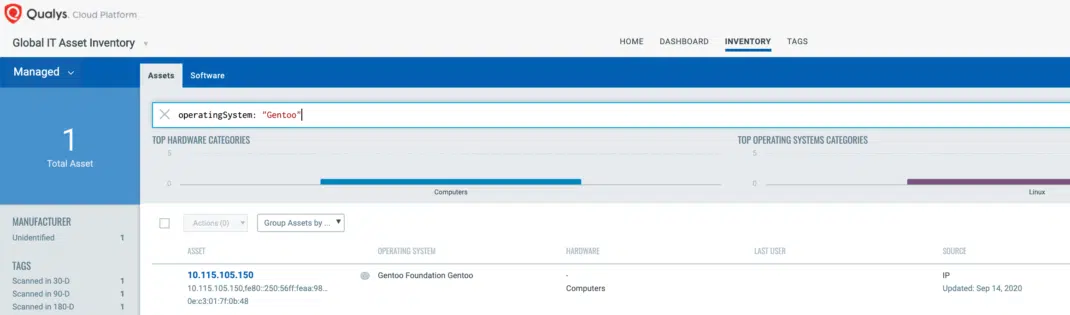 Qualys. Cloud Platform
Global IT Asset Inventory
HOME DASHBOARD INVENTORY TAGS
Managed
Assets Software
operatingSystem: "Gentoo"
1
Total Asset
TOP HARDWARE CATEGORIES
5
0
Computers
TOP OPERATING SYSTEMS CATEGORIES
5
0
Linux
MANUFACTURER
Unidentified 1
TAGS
Scanned in 30-D 1
Scanned in 90-D 1
Scanned in 180-D 1
Actions (0) Group Assets by ...
ASSET OPERATING SYSTEM HARDWARE LAST USER SOURCE
10.115.105.150 Gentoo Foundation Gentoo - IP
10.115.105.150,fe80::250:56ff:feaa:98... Computers Updated: Sep 14, 2020
0e:c3:01:7f:0b:48